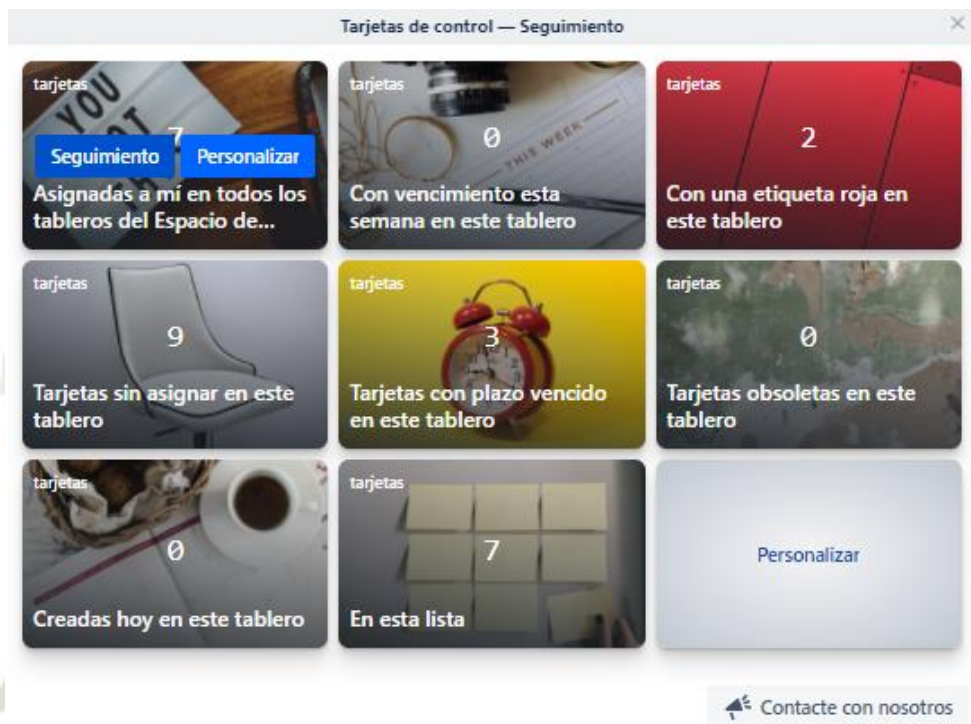 Tarjetas de control — Seguimiento
tarjetas
YOU
7
Seguimiento
Personalizar
Asignadas a mí en todos los
tableros del Espacio de...
tarjetas
0
THIS WEEK
Con vencimiento esta
semana en este tablero
tarjetas
2
Con una etiqueta roja en
este tablero
tarjetas
9
Tarjetas sin asignar en este
tablero
tarjetas
3
Tarjetas con plazo vencido
en este tablero
tarjetas
0
Tarjetas obsoletas en este
tablero
tarjetas
0
Creadas hoy en este tablero
tarjetas
7
En esta lista
Personalizar
Contacte con nosotros